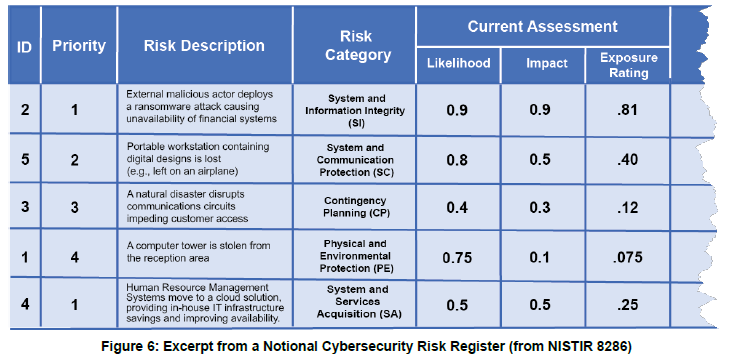 ID Priority Risk Description Risk Category Current Assessment
Likelihood Impact Exposure Rating
2 1 External malicious actor deploys a ransomware attack causing unavailability of financial systems System and Information Integrity (SI) 0.9 0.9 .81
5 2 Portable workstation containing digital designs is lost (e.g., left on an airplane) System and Communication Protection (SC) 0.8 0.5 .40
3 3 A natural disaster disrupts communications circuits impeding customer access Contingency Planning (CP) 0.4 0.3 .12
1 4 A computer tower is stolen from the reception area Physical and Environmental Protection (PE) 0.75 0.1 .075
4 1 Human Resource Management Systems move to a cloud solution, providing in-house IT infrastructure savings and improving availability. System and Services Acquisition (SA) 0.5 0.5 .25
Figure 6: Excerpt from a Notional Cybersecurity Risk Register (from NISTIR 8286)